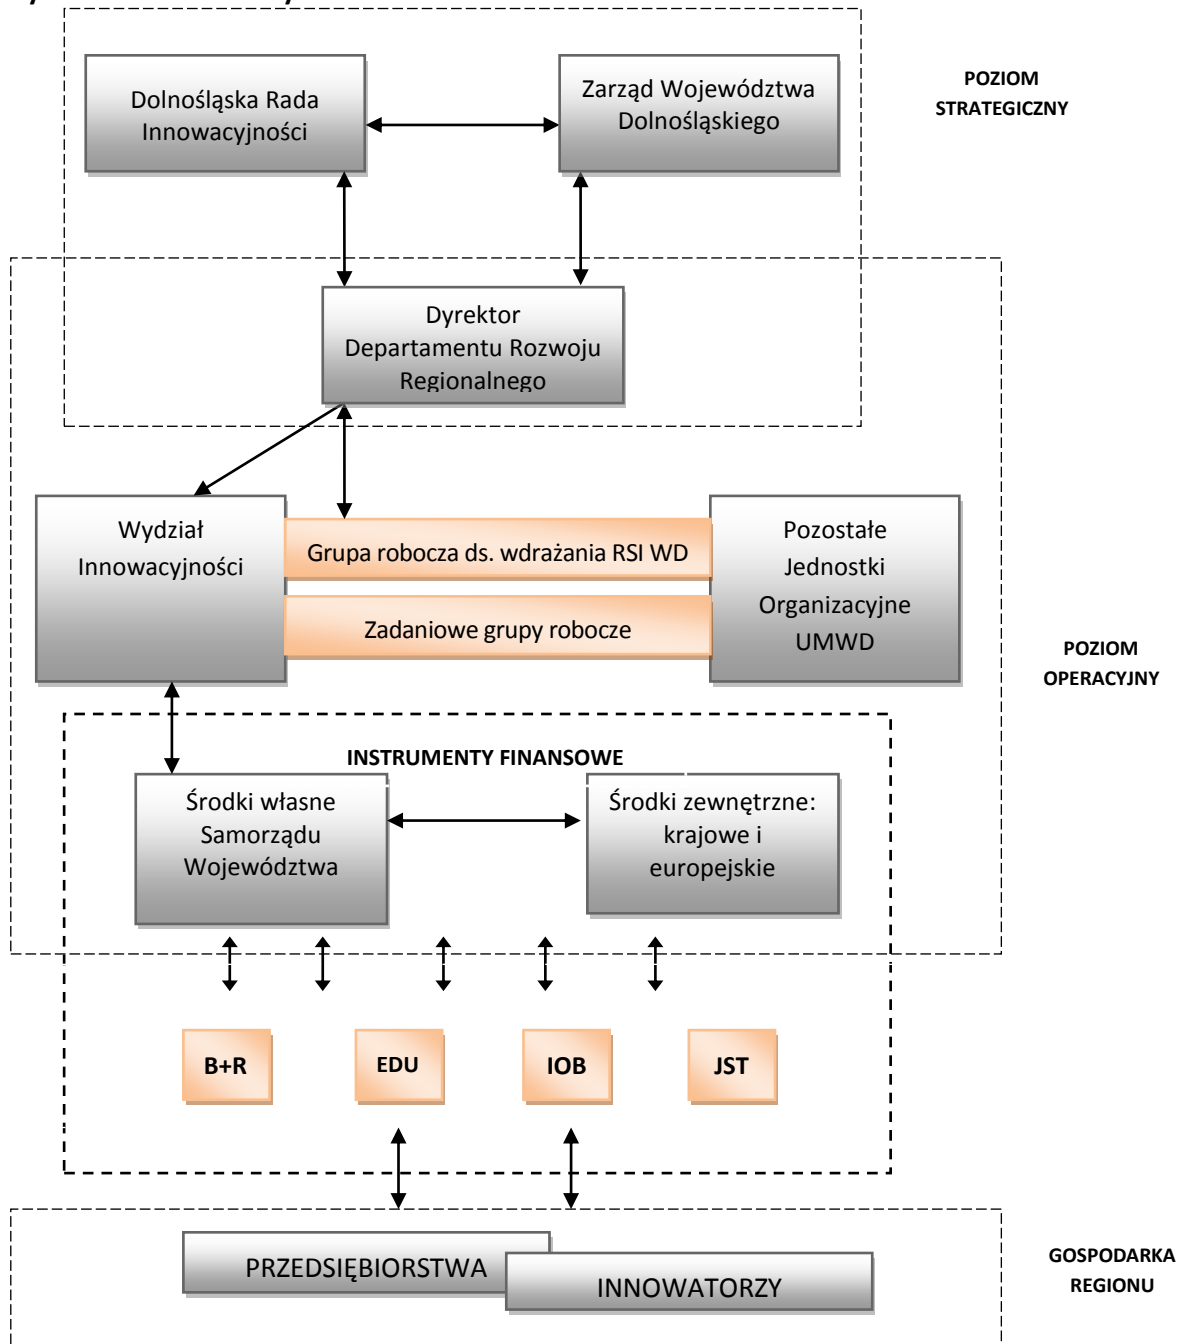 Dolnośląska Rada
Innowacyjności
Zarząd Województwa
Dolnośląskiego
POZIOM
STRATEGICZNY
Dyrektor
Departamentu Rozwoju
Regionalnego
Wydział
Innowacyjności
Grupa robocza ds. wdrażania RSI WD
Zadaniowe grupy robocze
Pozostałe
Jednostki
Organizacyjne
UMWD
POZIOM
OPERACYJNY
INSTRUMENTY FINANSOWE
Środki własne
Samorządu
Województwa
Środki zewnętrzne:
krajowe i
europejskie
B+R
EDU
IOB
JST
PRZEDSIĘBIORSTWA
INNOWATORZY
GOSPODARKA
REGIONU